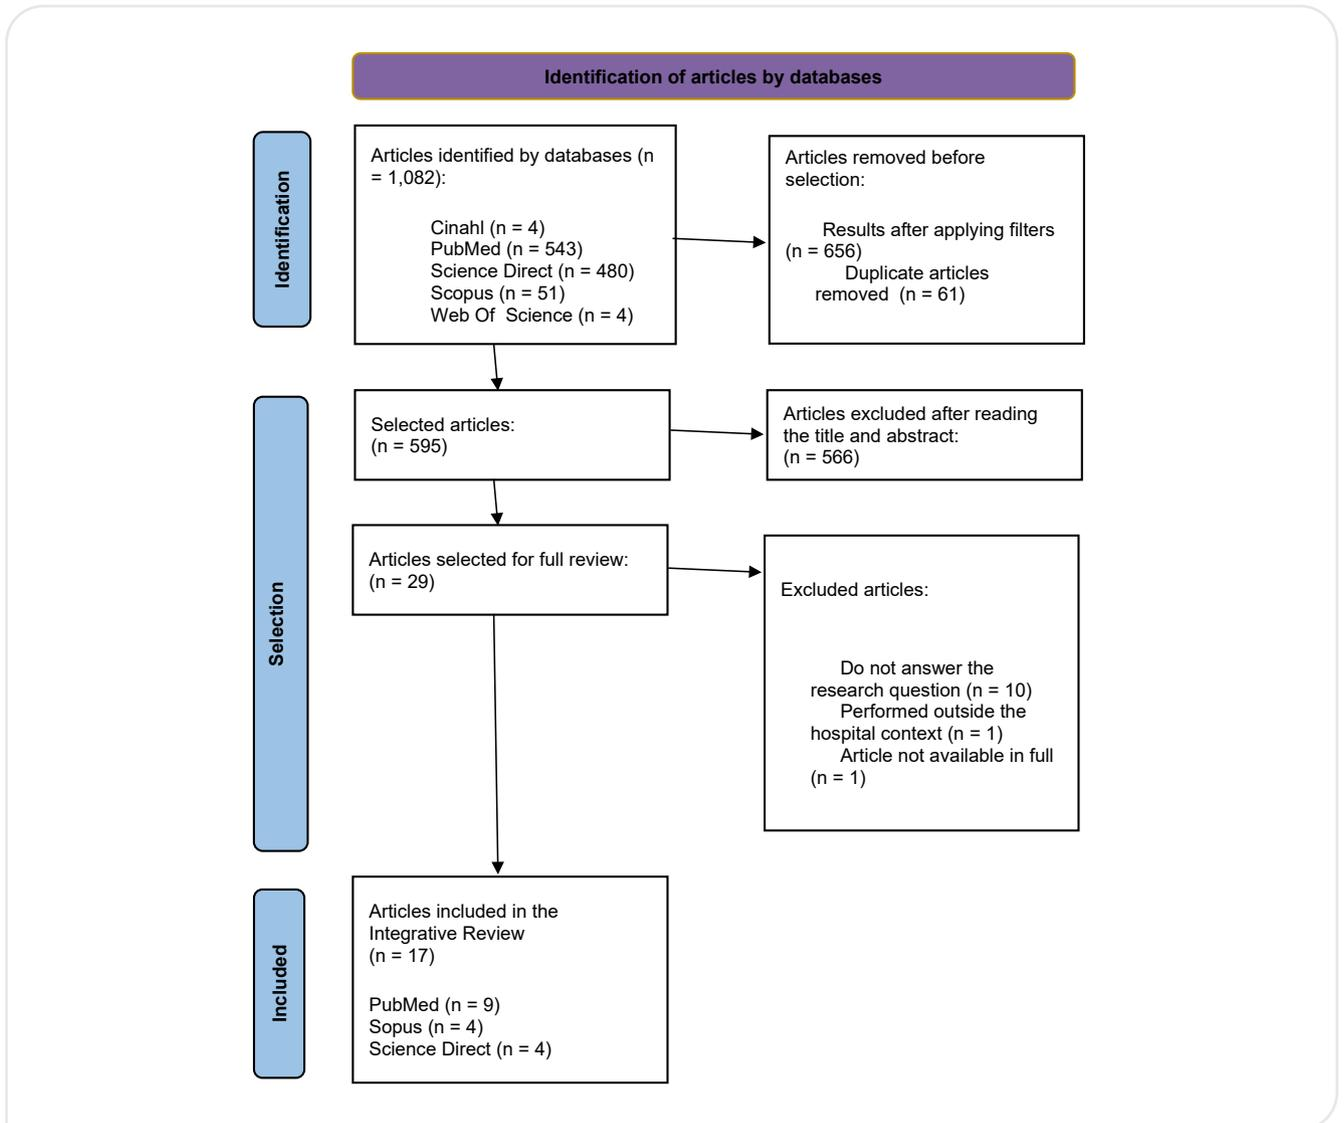 Identification of articles by databases
Identification
Articles identified by databases (n
= 1,082):
Cinahl (n = 4)
PubMed (n = 543)
Science Direct (n = 480)
Scopus (n = 51)
Web Of  Science (n = 4)
Articles removed before
selection:
Results after applying filters
(n = 656)
Duplicate articles
removed  (n = 61)
Selection
Selected articles:
(n = 595)
Articles excluded after reading
the title and abstract:
(n = 566)
Articles selected for full review:
(n = 29)
Excluded articles:
Do not answer the
research question (n = 10)
Performed outside the
hospital context (n = 1)
Article not available in full
(n = 1)
Included
Articles included in the
Integrative Review
(n = 17)
PubMed (n = 9)
Sopus (n = 4)
Science Direct (n = 4)